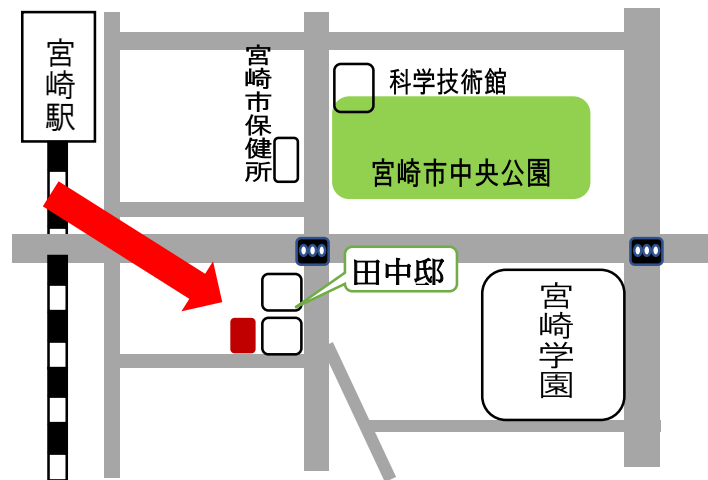 宮崎駅
宮崎市保健所
科学技術館
宮崎市中央公園
田中邸
宮崎学園